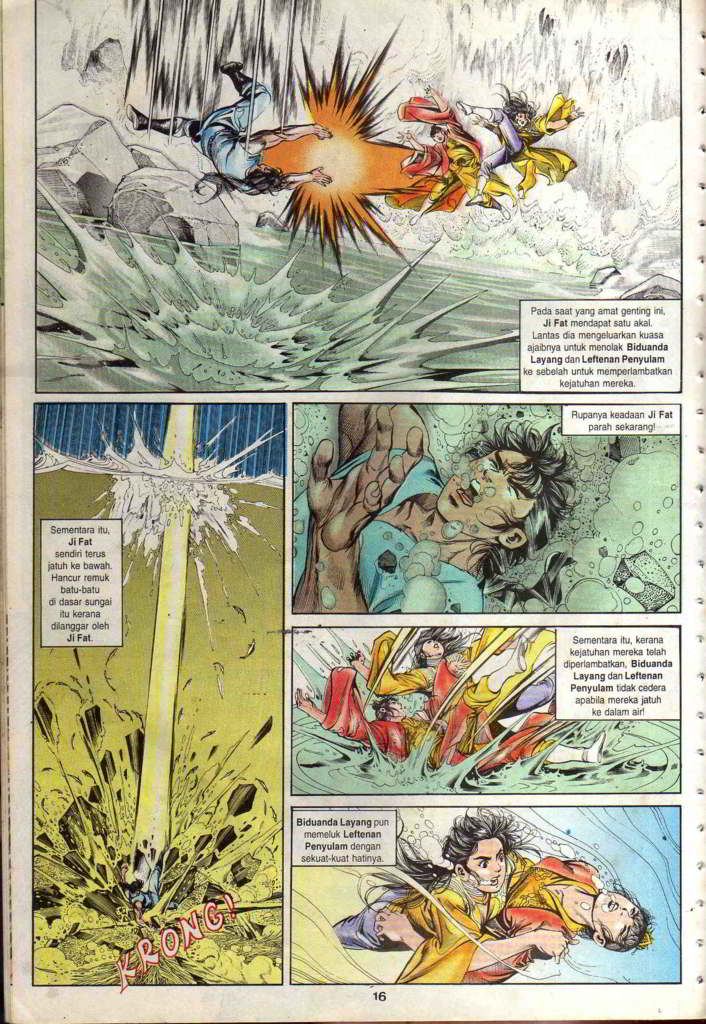 Pada saat yang amat genting ini,
Ji Fat mendapat satu akal.
Lantas dia mengeluarkan kuasa
ajaibnya untuk menolak Biduanda
Layang dan Leftenan Penyulam
ke sebelah untuk memperlambatkan
kejatuhan mereka.
Rupanya keadaan Ji Fat
parah sekarang!
Sementara itu,
Ji Fat
sendiri terus
jatuh ke bawah.
Hancur remuk
batu-batu
di dasar sungai
itu kerana
dilanggar oleh
Ji Fat.
Sementara itu, kerana
kejatuhan mereka telah
diperlambatkan, Biduanda
Layang dan Leftenan
Penyulam tidak cedera
apabila mereka jatuh
ke dalam air!
KRONG!
Biduanda Layang pun
memeluk Leftenan
Penyulam dengan
sekuat-kuat hatinya.
16